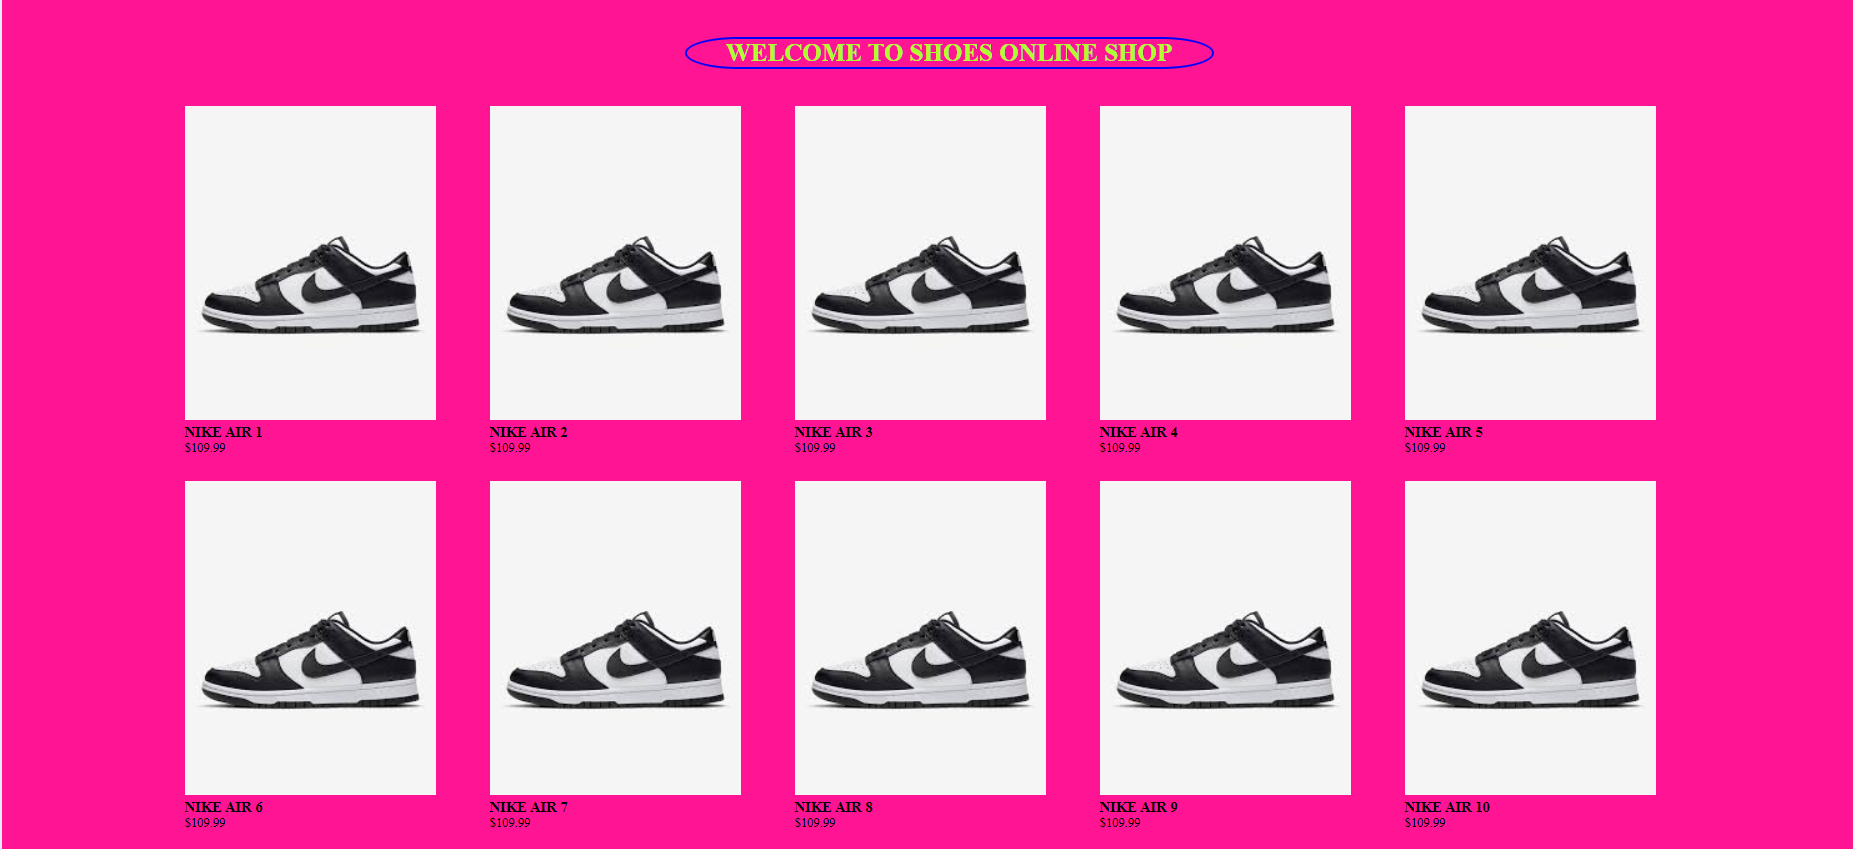 WELCOME TO SHOES ONLINE SHOP
NIKE AIR 1
$109.99
NIKE AIR 2
$109.99
NIKE AIR 3
$109.99
NIKE AIR 4
$109.99
NIKE AIR 5
$109.99
NIKE AIR 6
$109.99
NIKE AIR 7
$109.99
NIKE AIR 8
$109.99
NIKE AIR 9
$109.99
NIKE AIR 10
$109.99